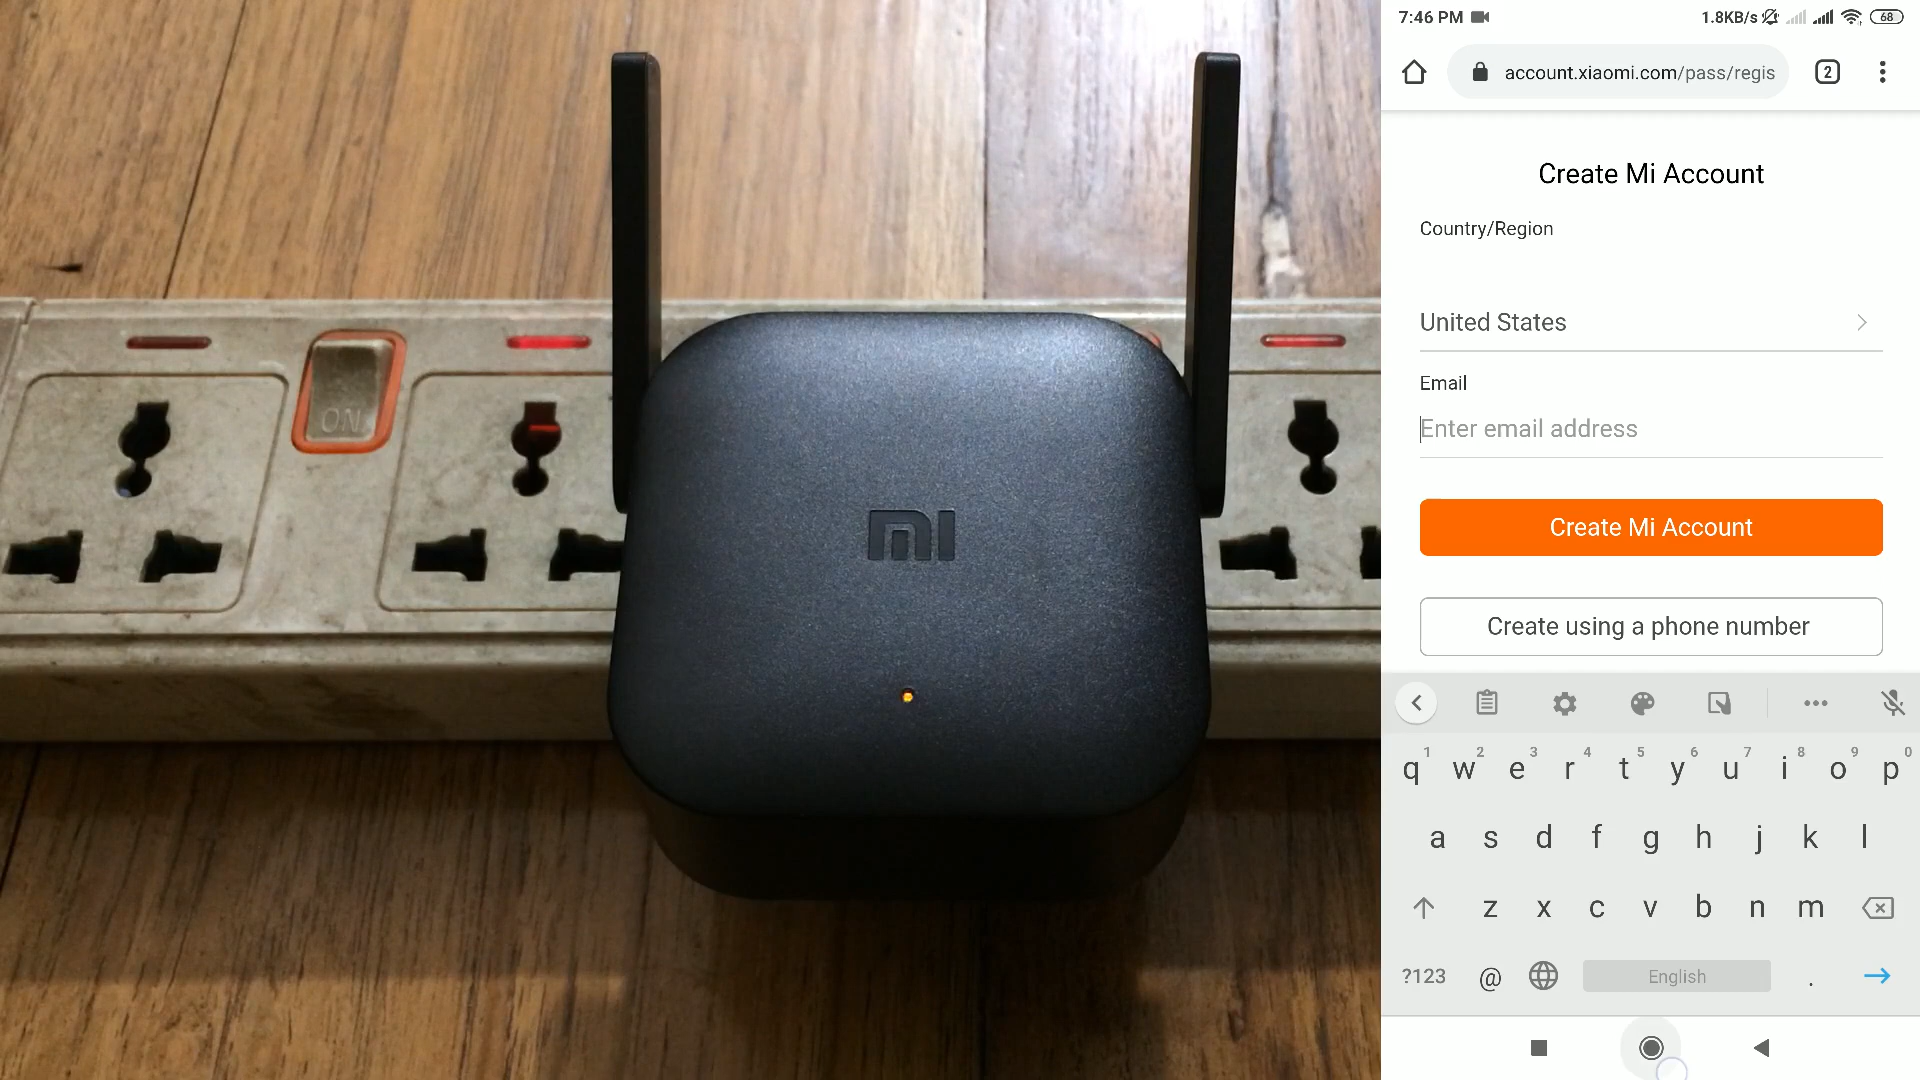 ON
mi
7:46 PM
1.8KB/s
68
account.xiaomi.com/pass/regis
2
Create Mi Account
Country/Region
United States
Email
Enter email address
Create Mi Account
Create using a phone number
1 2 3 4 5 6 7 8 9 0
q w e r t y u i o p
a s d f g h j k l
z x c v b n m
?123 @ English .